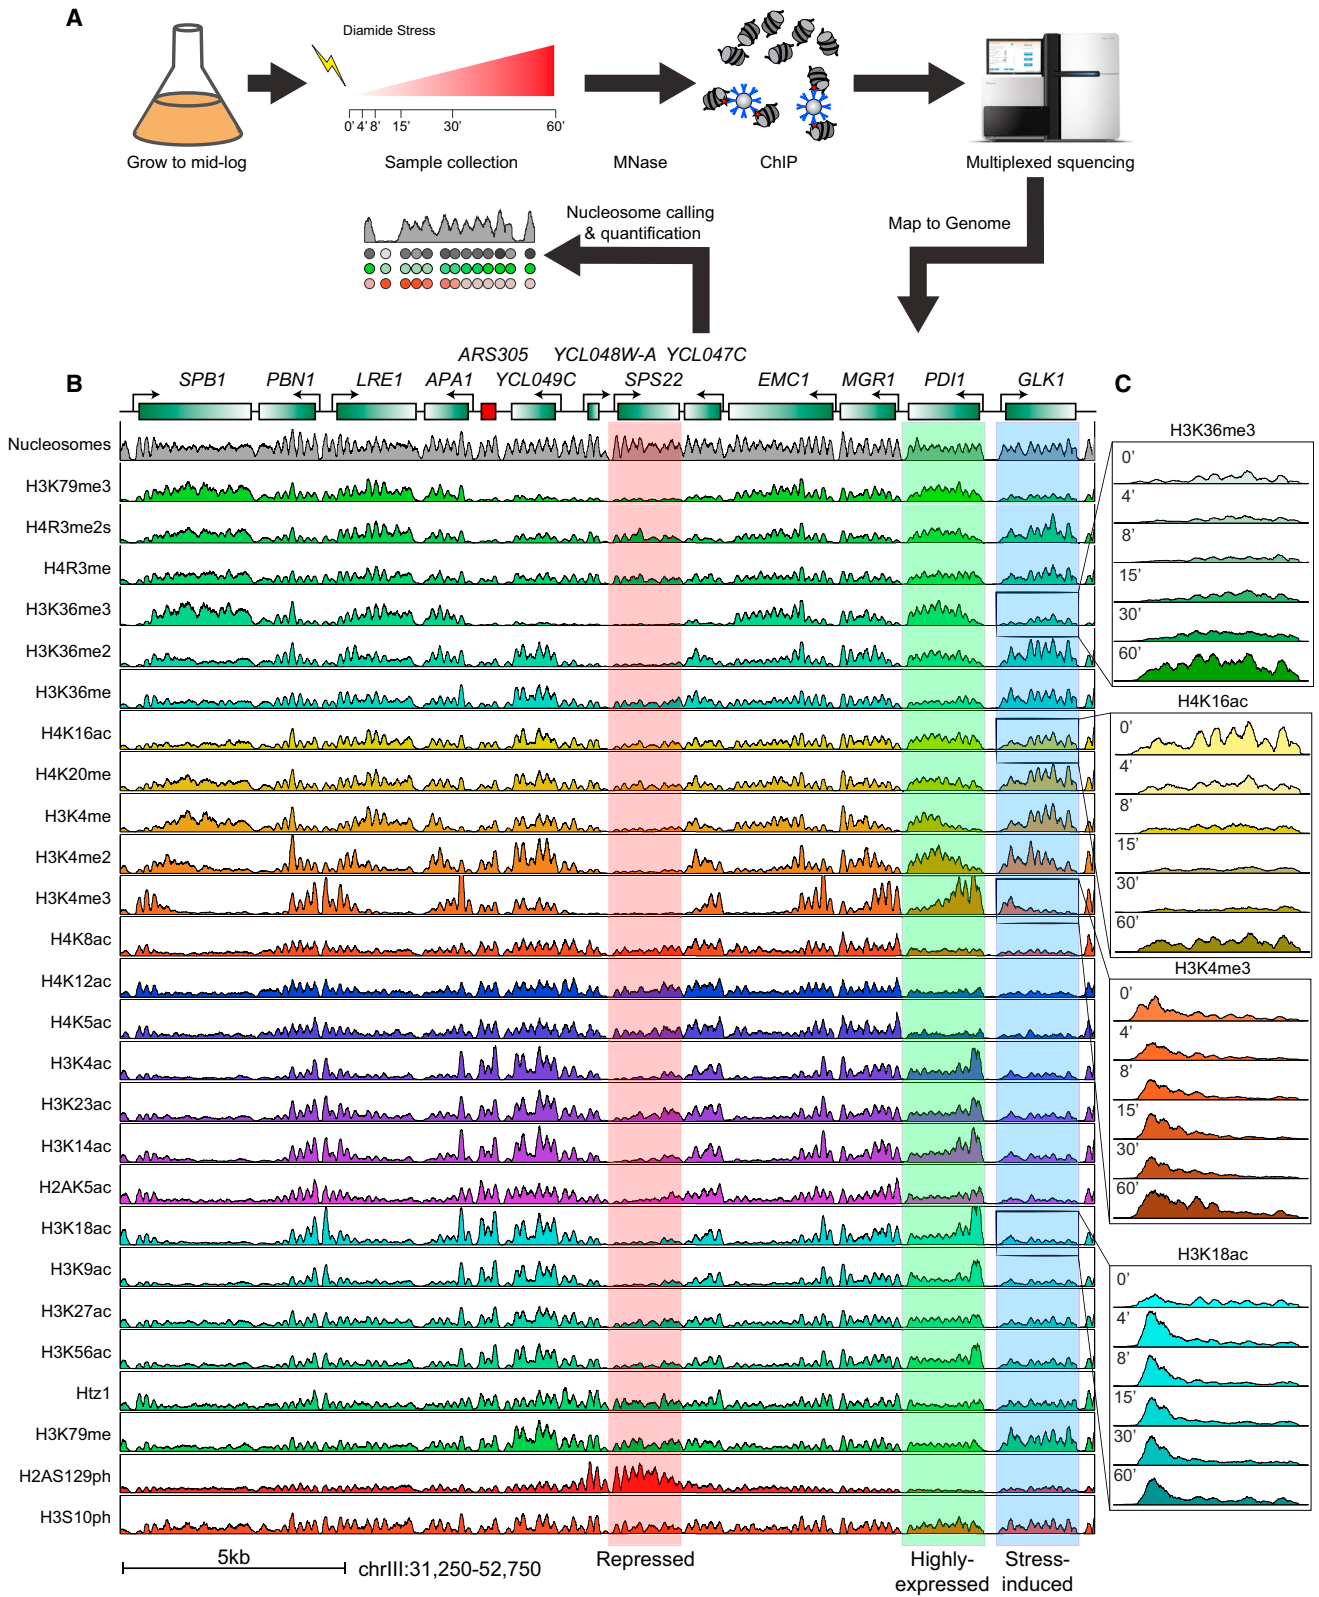 A
Diamide Stress
0' 4' 8' 15' 30' 60'
Grow to mid-log
Sample collection
MNase
ChIP
Multiplexed squencing
Nucleosome calling
& quantification
Map to Genome
B
ARS305 YCL048W-A YCL047C
SPB1 PBN1 LRE1 APA1 YCL049C SPS22 EMC1 MGR1 PDI1 GLK1
Nucleosomes
H3K79me3
H4R3me2s
H4R3me
H3K36me3
H3K36me2
H3K36me
H4K16ac
H4K20me
H3K4me
H3K4me2
H3K4me3
H4K8ac
H4K12ac
H4K5ac
H3K4ac
H3K23ac
H3K14ac
H2AK5ac
H3K18ac
H3K9ac
H3K27ac
H3K56ac
Htz1
H3K79me
H2AS129ph
H3S10ph
5kb
chrIII:31,250-52,750
Repressed
Highly-
expressed
Stress-
induced
C
H3K36me3
0'
4'
8'
15'
30'
60'
H4K16ac
0'
4'
8'
15'
30'
60'
H3K4me3
0'
4'
8'
15'
30'
60'
H3K18ac
0'
4'
8'
15'
30'
60'